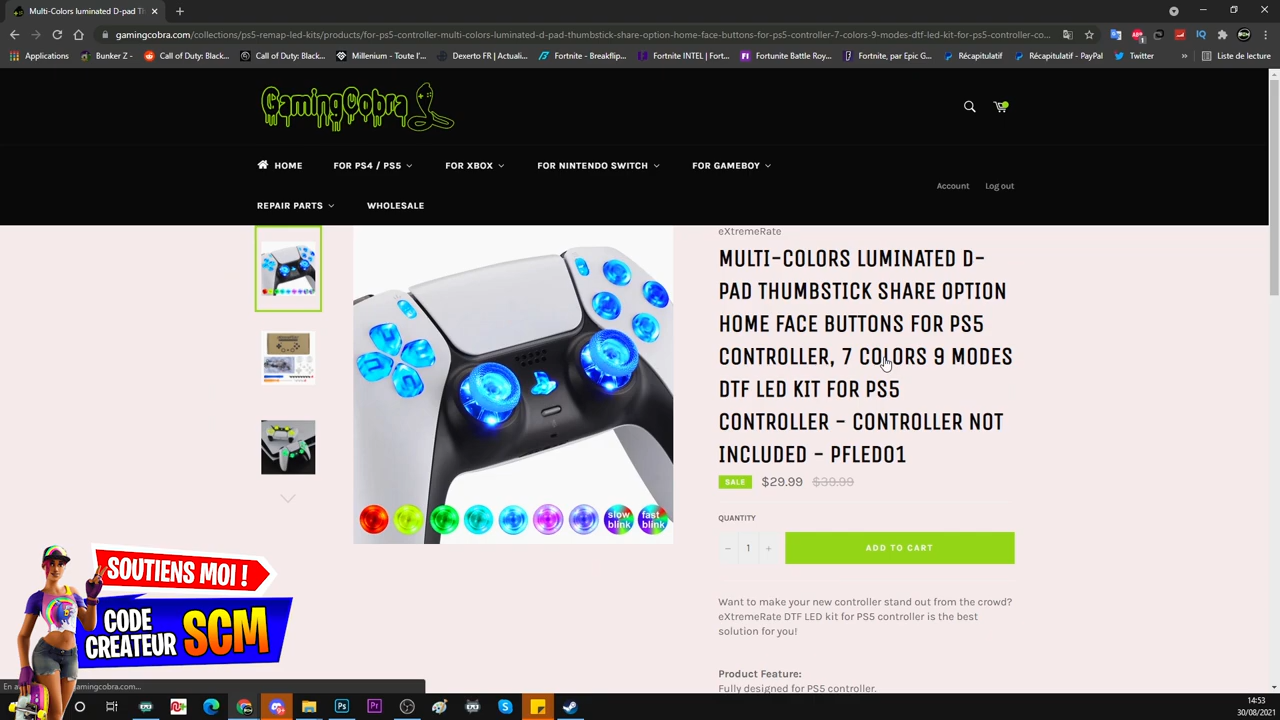 Multi-Colors Luminated D-pad Th
gamingcobra.com/collections/ps5-remap-led-kits/products/for-ps5-controller-multi-colors-luminated-d-pad-thumbstick-share-option-home-face-buttons-for-ps5-controller-7-colors-9-modes-dtf-led-kit-for-ps5-controller-co...
Applications
Bunker Z -
Call of Duty: Black...
Call of Duty: Black...
Millenium - Toute l'...
Dexerto FR | Actuali...
Fortnite - Breakflip...
Fortnite INTEL | Fort...
Fortnite Battle Roy...
Fortnite, par Epic G...
Récapitulatif
Récapitulatif - PayPal
Twitter
»
Liste de lecture
GamingCobra
HOME
FOR PS4 / PS5
FOR XBOX
FOR NINTENDO SWITCH
FOR GAMEBOY
Account
Log out
REPAIR PARTS
WHOLESALE
eXtremeRate
MULTI-COLORS LUMINATED D-
PAD THUMBSTICK SHARE OPTION
HOME FACE BUTTONS FOR PS5
CONTROLLER, 7 COLORS 9 MODES
DTF LED KIT FOR PS5
CONTROLLER - CONTROLLER NOT
INCLUDED - PFLED01
SALE $29.99 $39.99
QUANTITY
− 1 +
ADD TO CART
slow blink
fast blink
Want to make your new controller stand out from the crowd?
eXtremeRate DTF LED kit for PS5 controller is the best
solution for you!
Product Feature:
Fully designed for PS5 controller.
SOUTIENS MOI !
CODE
CREATEUR
SCM
gamingcobra.com...
14:53
30/08/2021